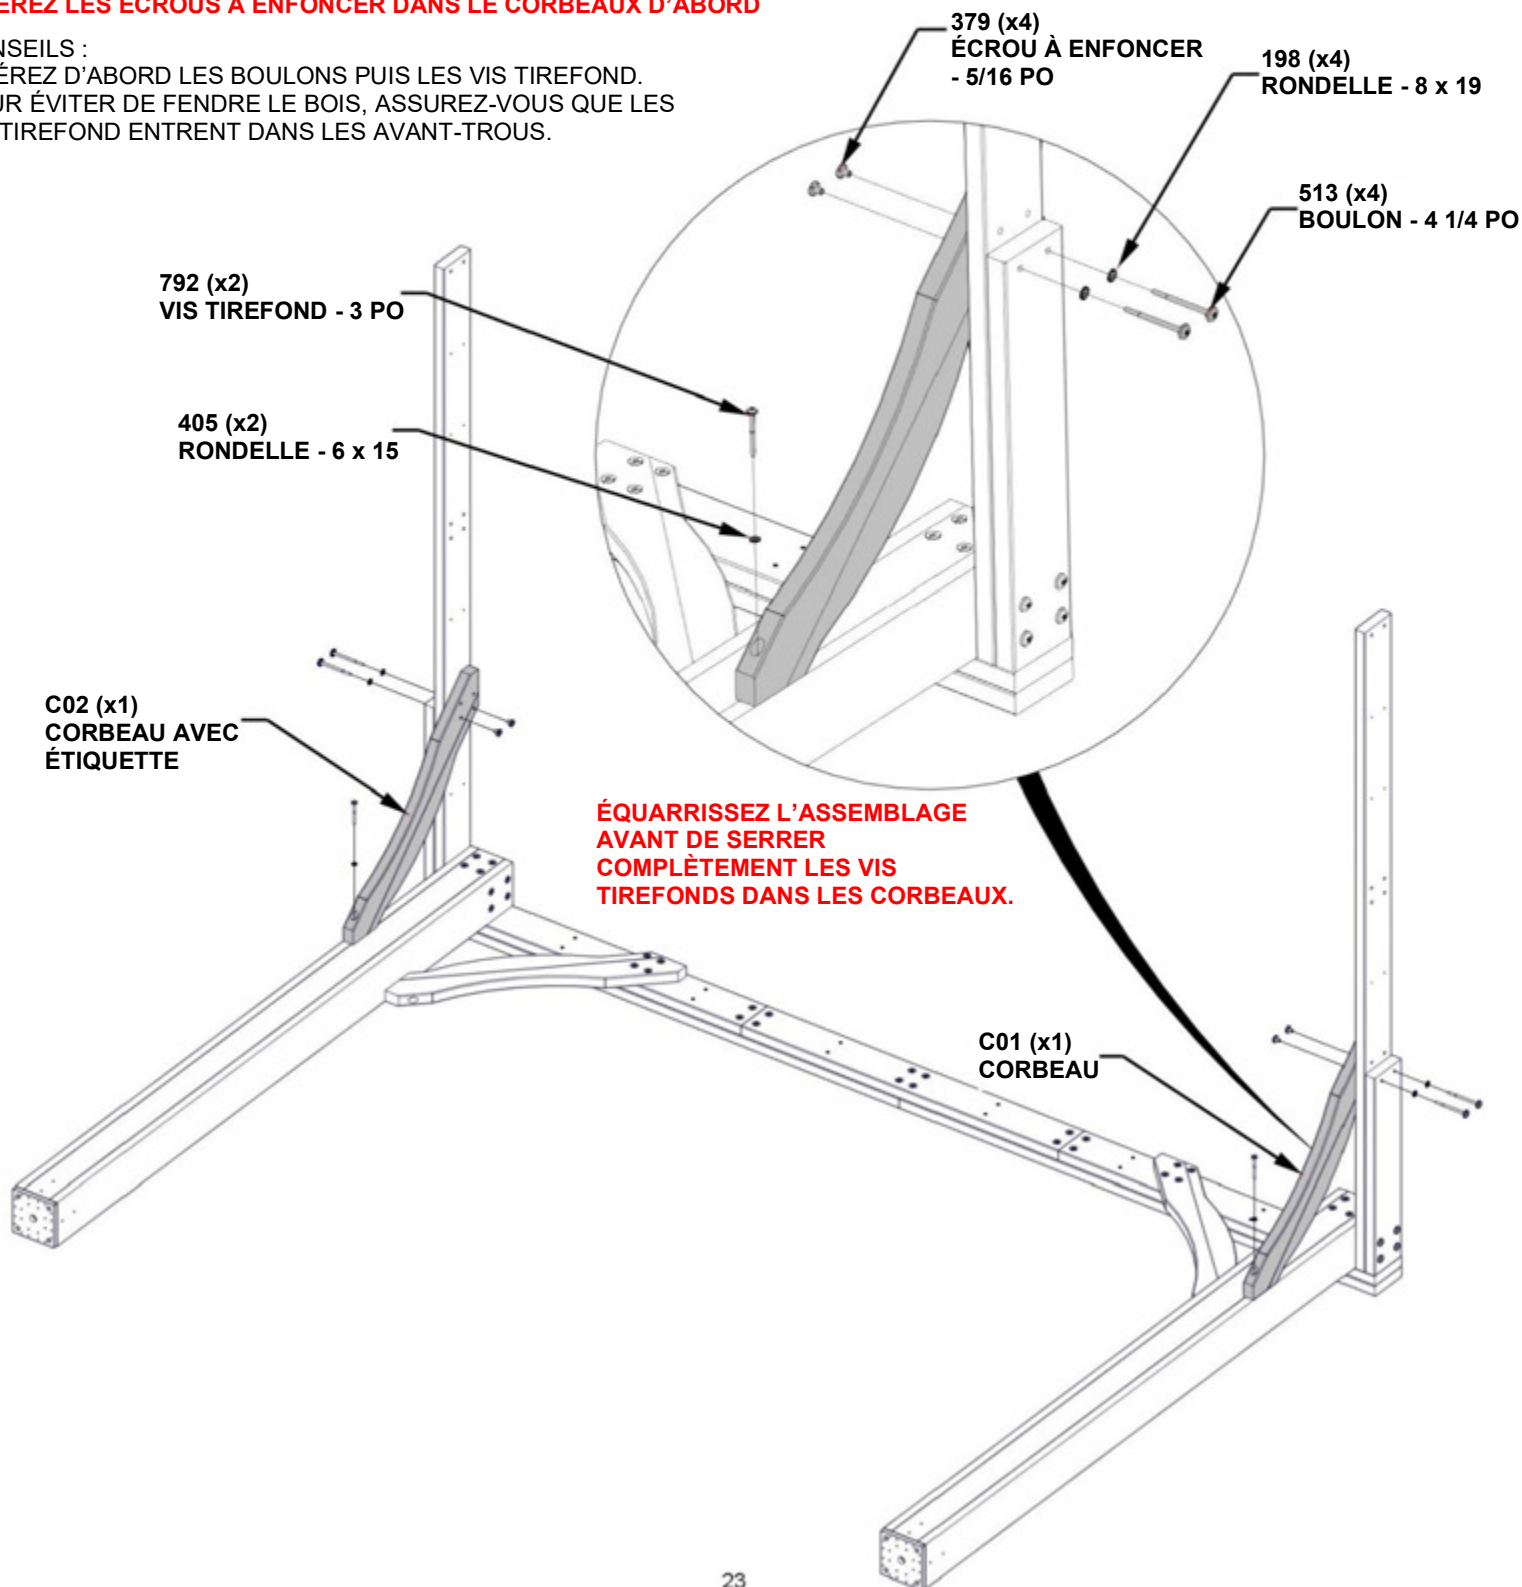 ÉREZ LES ÉCROUS À ENFONCER DANS LE CORBEAUX D'ABORD
NSEILS :
ÉREZ D'ABORD LES BOULONS PUIS LES VIS TIREFOND.
UR ÉVITER DE FENDRE LE BOIS, ASSUREZ-VOUS QUE LES
TIREFOND ENTRENT DANS LES AVANT-TROUS.
379 (x4)
ÉCROU À ENFONCER
- 5/16 PO
198 (x4)
RONDELLE - 8 x 19
513 (x4)
BOULON - 4 1/4 PO
792 (x2)
VIS TIREFOND - 3 PO
405 (x2)
RONDELLE - 6 x 15
C02 (x1)
CORBEAU AVEC
ÉTIQUETTE
ÉQUARRISSEZ L'ASSEMBLAGE
AVANT DE SERRER
COMPLÈTEMENT LES VIS
TIREFONDS DANS LES CORBEAUX.
C01 (x1)
CORBEAU
23